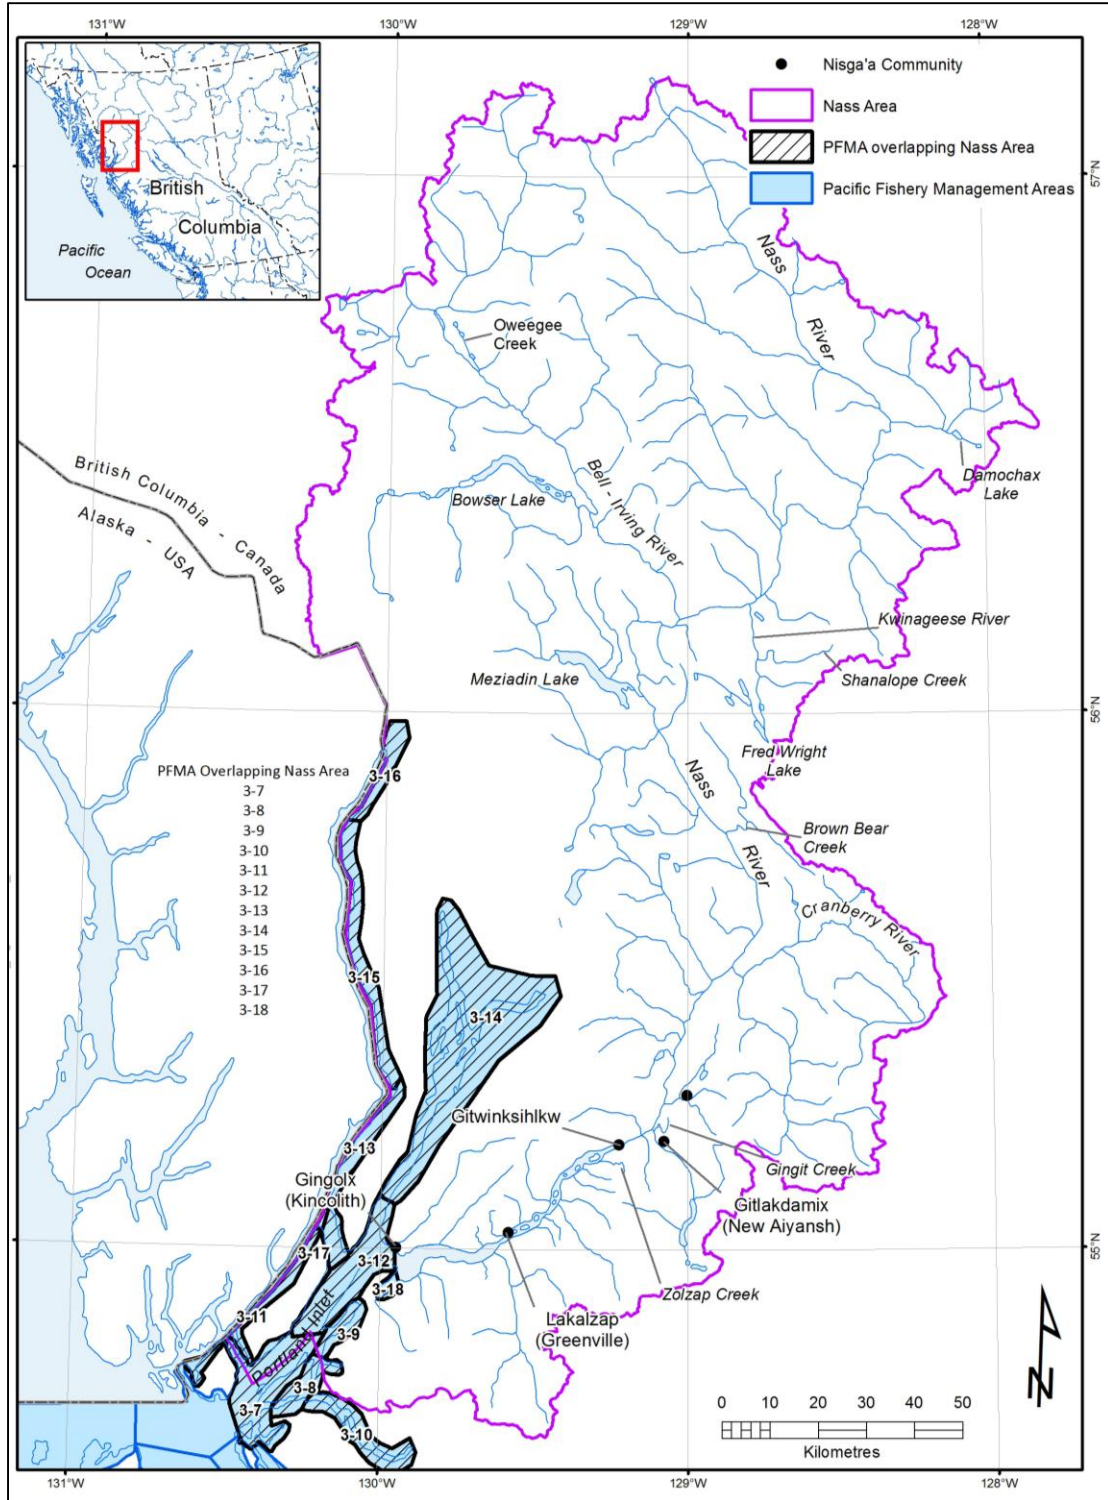 131°W
130°W
129°W
128°W
Nisga'a Community
Nass Area
PFMA overlapping Nass Area
Pacific Fishery Management Areas
British
Columbia
Pacific
Ocean
57°N
Nass
River
Oweegee
Creek
Damochax
Lake
Bell - Irving River
Bowser Lake
British Columbia - Canada
Alaska - USA
Kwinageese River
Shanalope Creek
Meziadin Lake
56°N
Fred Wright
Lake
Nass
River
Brown Bear
Creek
Cranberry River
PFMA Overlapping Nass Area
3-7
3-8
3-9
3-10
3-11
3-12
3-13
3-14
3-15
3-16
3-17
3-18
3-16
3-15
3-14
3-13
Gitwinksihlkw
Gingit Creek
Gitlakdamix
(New Aiyansh)
Gingolx
(Kincolith)
55°N
3-17
3-12
3-18
Zolzap Creek
Lakalzap
(Greenville)
3-11
Portland Inlet
3-9
3-8
3-7
3-10
N
0 10 20 30 40 50
Kilometres
131°W
130°W
129°W
128°W